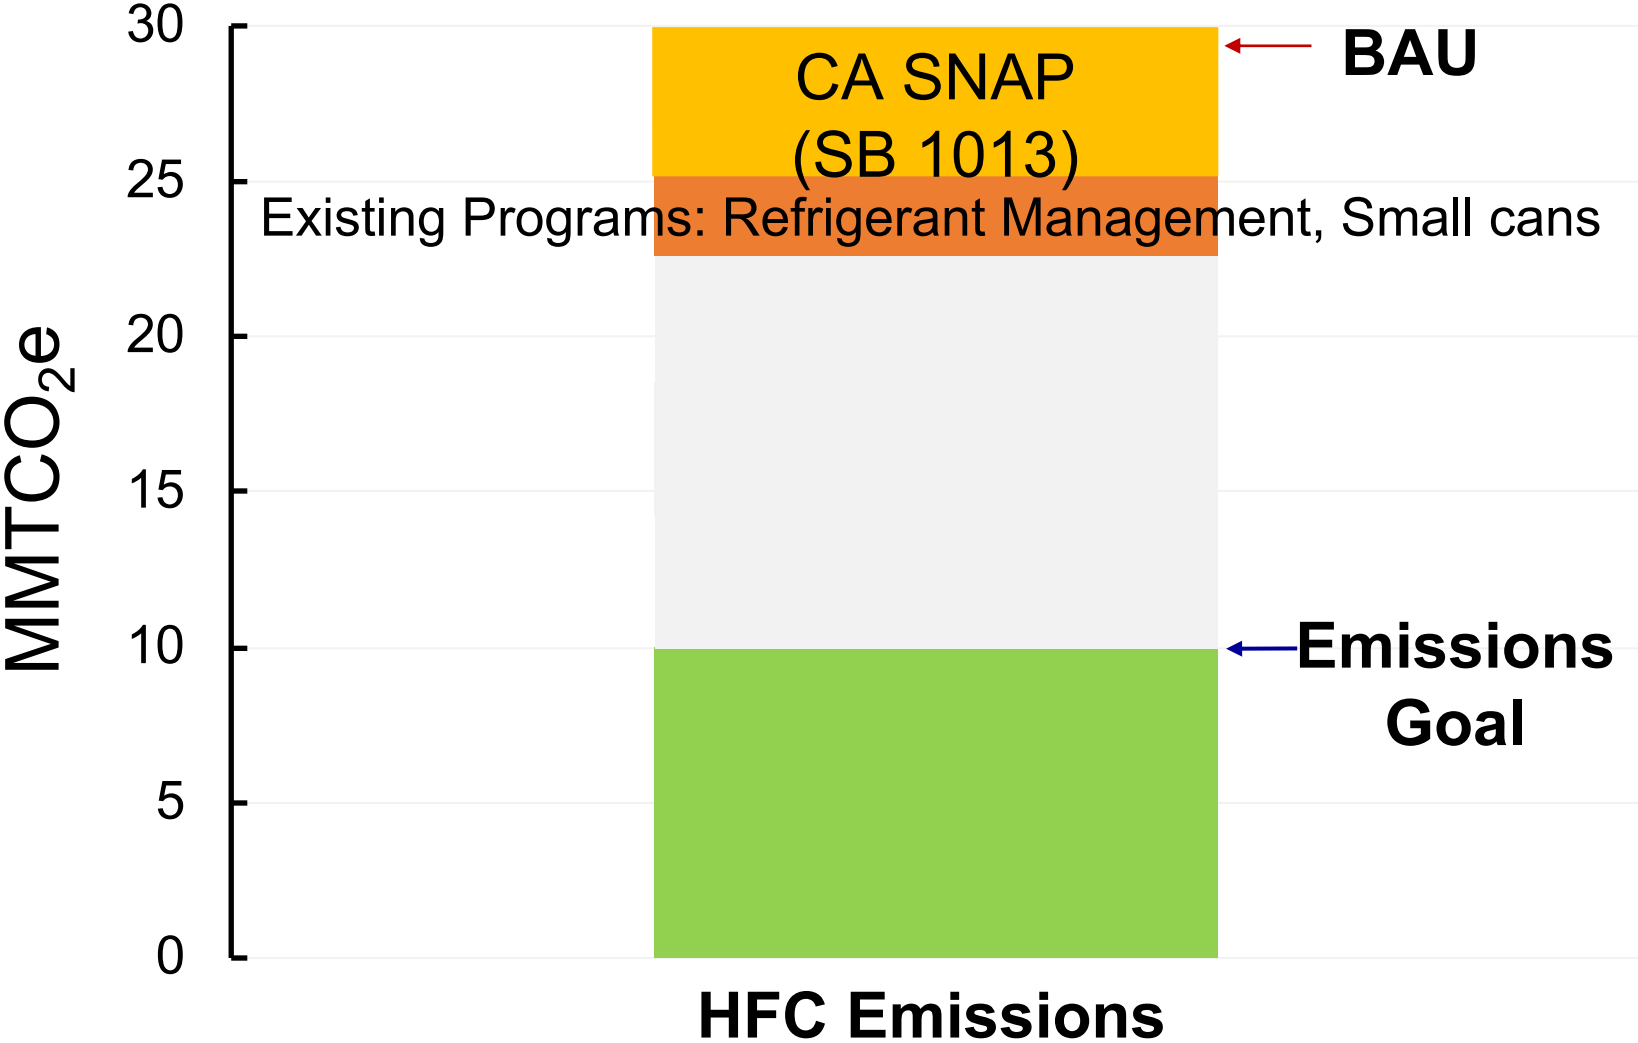 30
25
20
15
10
5
0
MMTCO₂e
CA SNAP
(SB 1013)
Existing Programs: Refrigerant Management, Small cans
BAU
Emissions
Goal
HFC Emissions